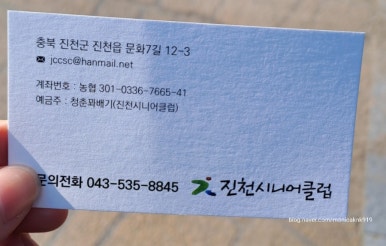 충북 진천군 진천읍 문화7길 12-3
jccsc@hanmail.net
계좌번호 : 농협 301-0336-7665-41
예금주 : 청춘꽈배기(진천시니어클럽)
문의전화 043-535-8845 진천시니어클럽